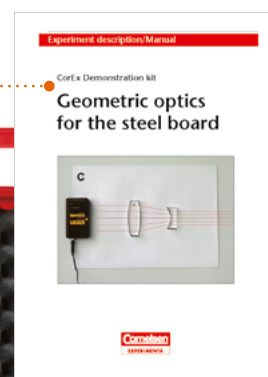 Experiment description/Manual
CorEx Demonstration kit
Geometric optics
for the steel board
C
Cornelsen
EXPERIMENTA